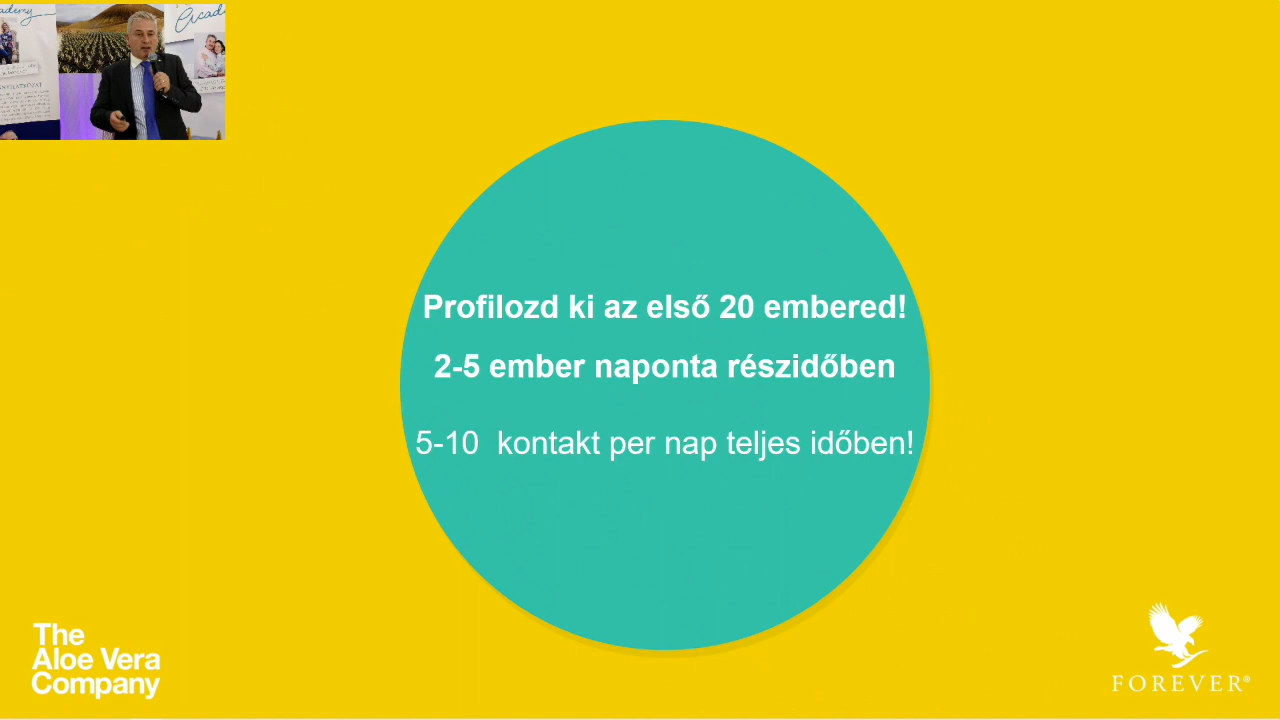 Academy
Profilozd ki az első 20 embered!
2-5 ember naponta részidőben
5-10 kontakt per nap teljes időben!
The
Aloe Vera
Company
FOREVER®